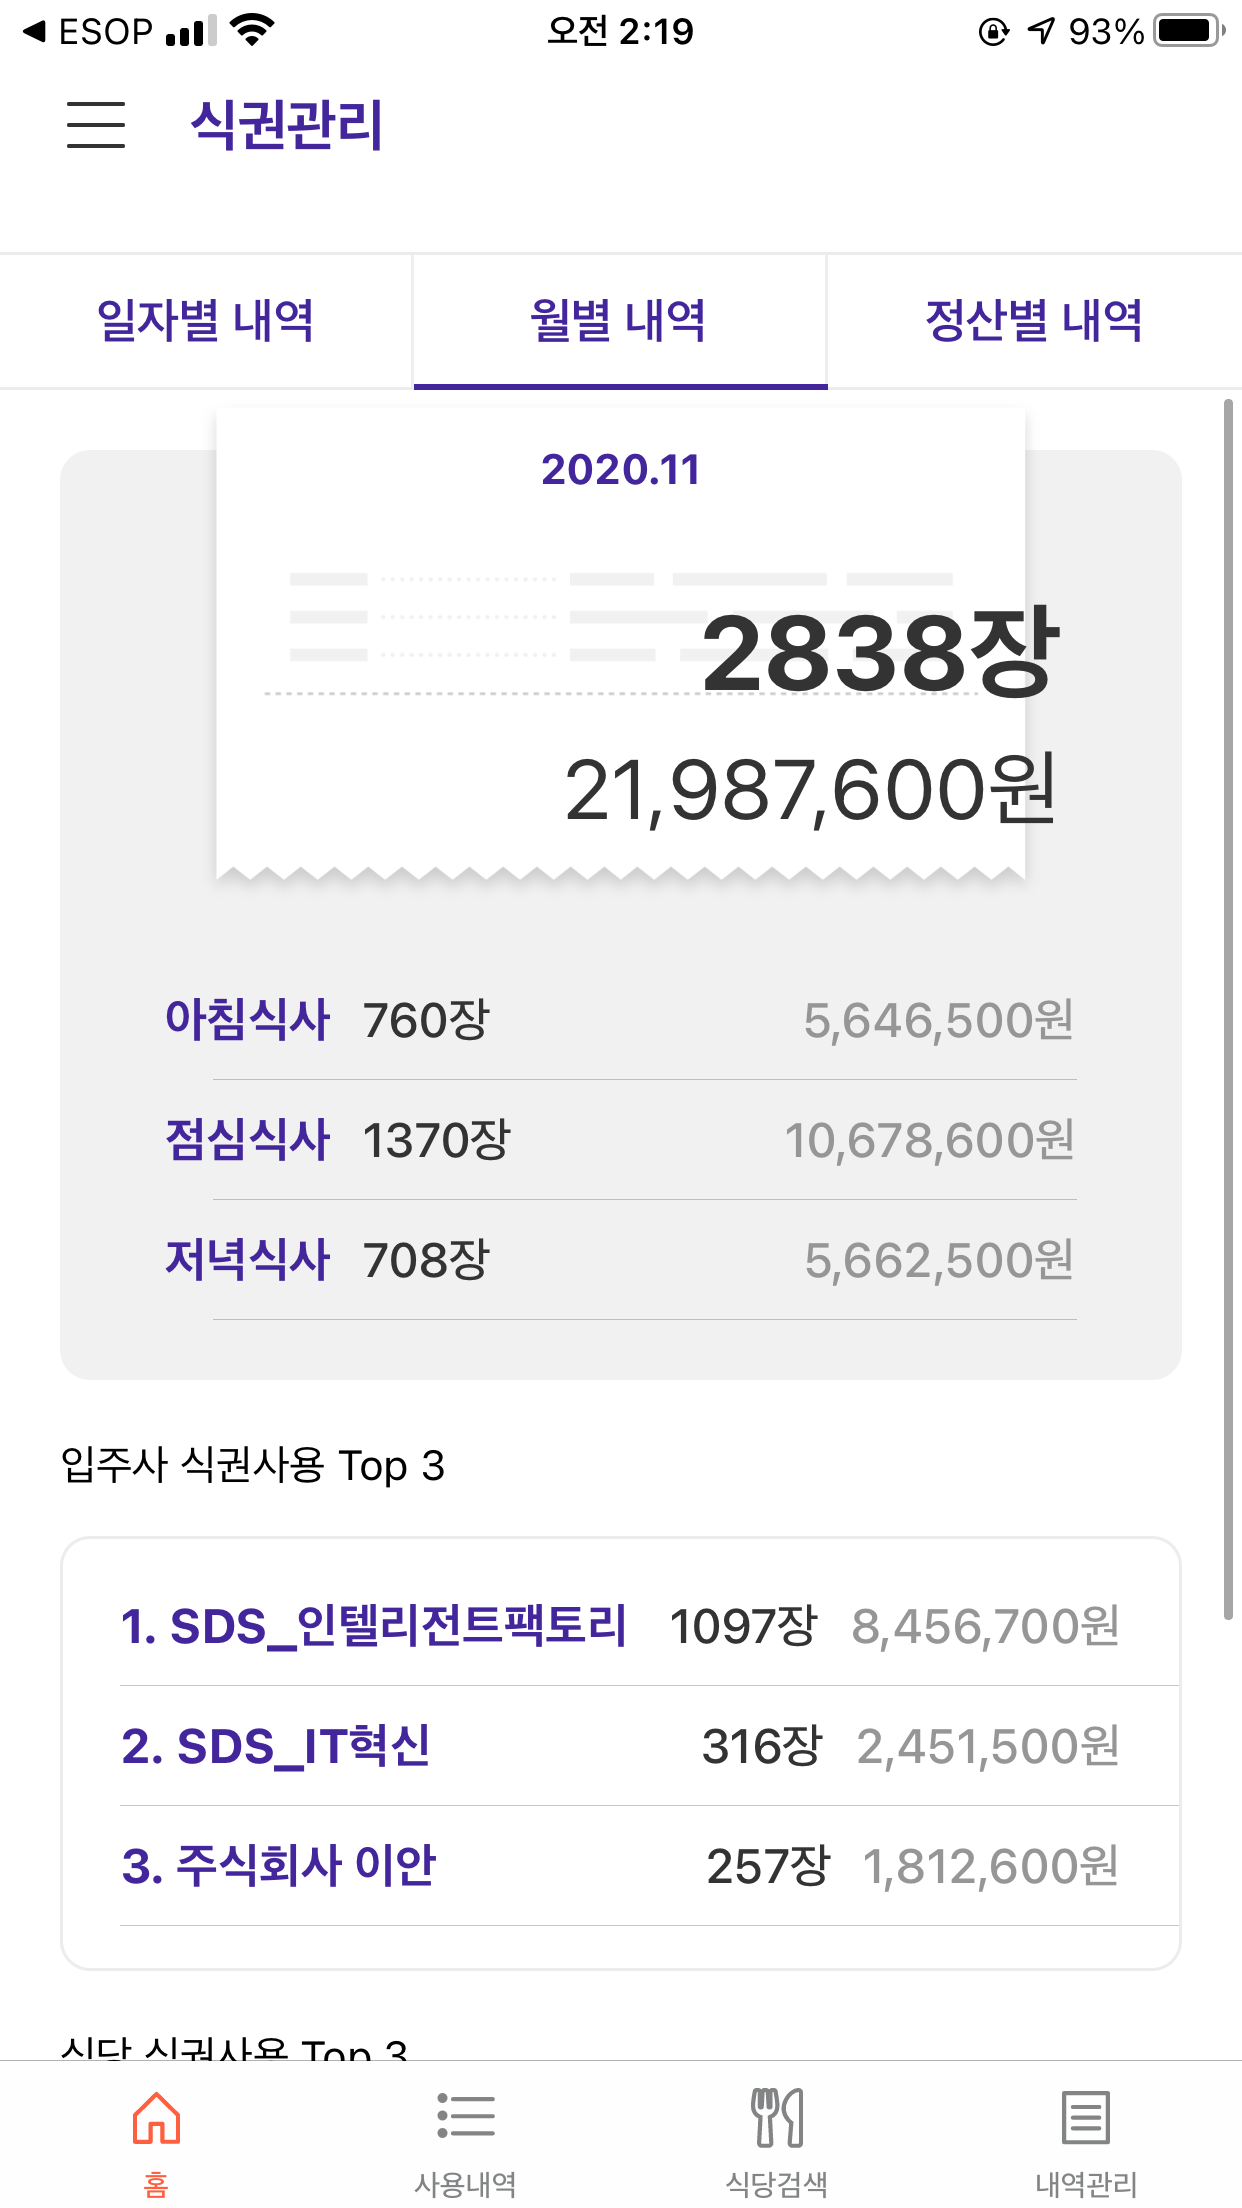 ◀ ESOP 오전 2:19 93%
식권관리
일자별 내역 월별 내역 정산별 내역
2020.11
2838장
21,987,600원
아침식사 760장 5,646,500원
점심식사 1370장 10,678,600원
저녁식사 708장 5,662,500원
입주사 식권사용 Top 3
1. SDS_인텔리전트팩토리 1097장 8,456,700원
2. SDS_IT혁신 316장 2,451,500원
3. 주식회사 이안 257장 1,812,600원
식당 식권사용 Top 3
홈 사용내역 식당검색 내역관리